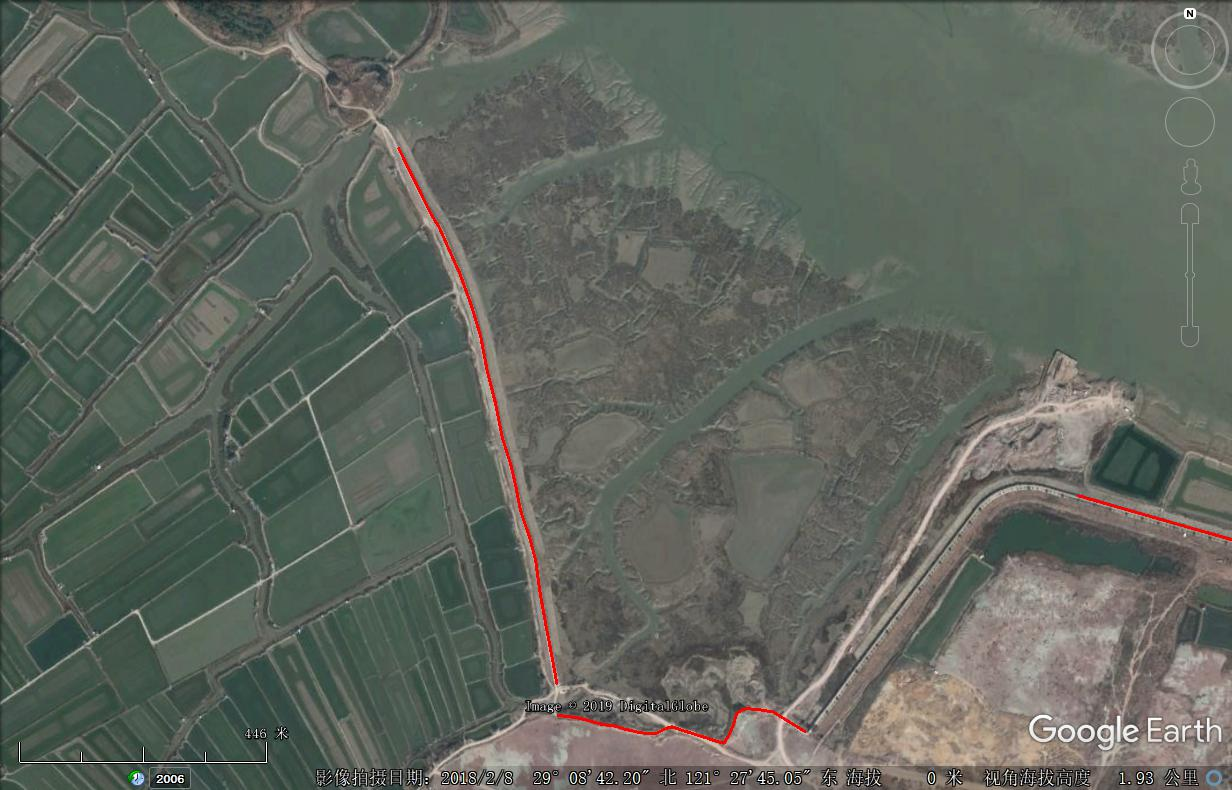 N
Image © 2019 DigitalGlobe
446 米
Google Earth
2006
影像拍摄日期: 2018/2/8 29° 08′42.20″ 北 121° 27′45.05″ 东 海拔 0 米 视角海拔高度 1.93 公里